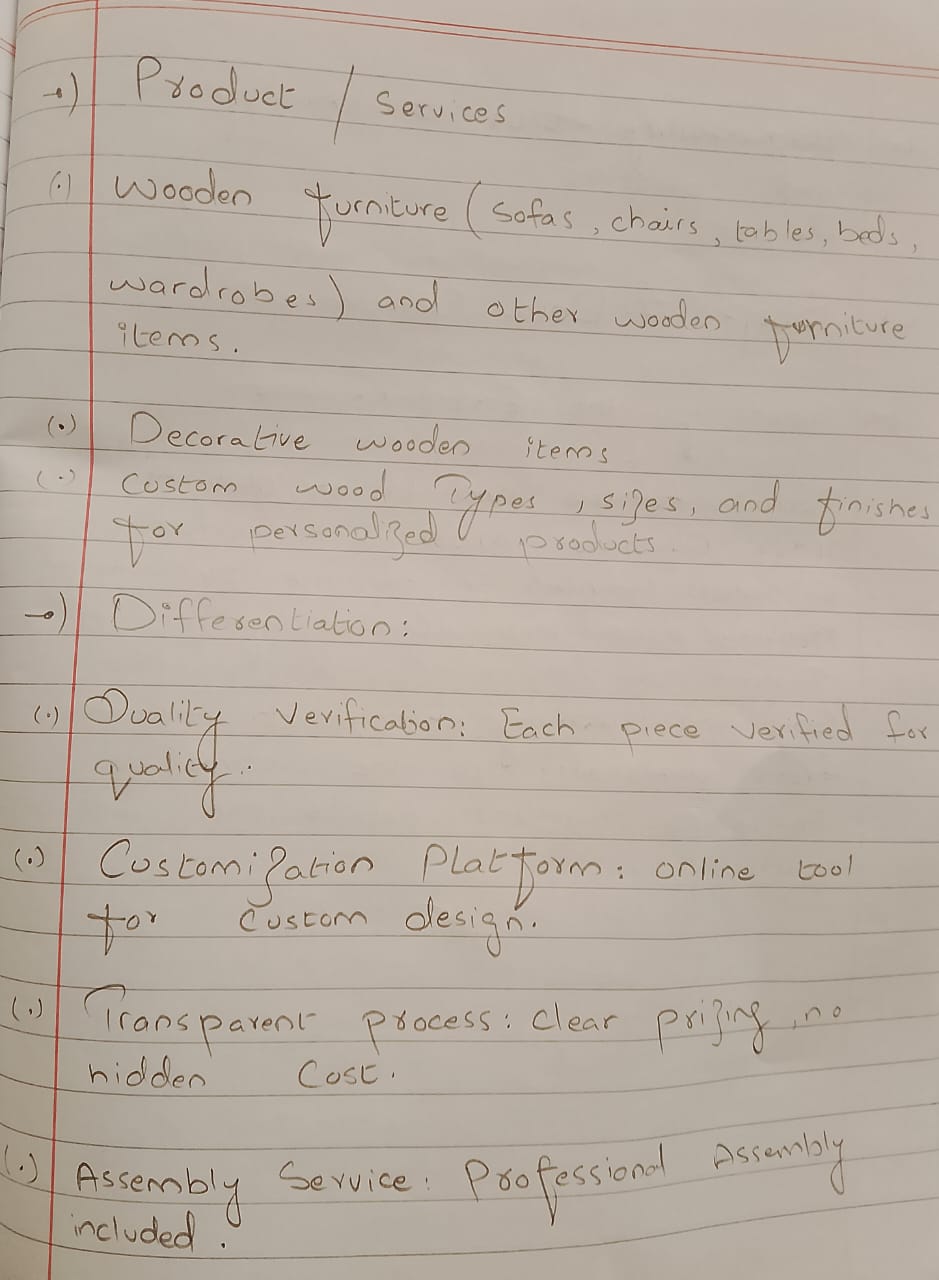 →) Product / Services
(.) Wooden furniture (Sofas, chairs, tables, beds,
wardrobes) and other wooden furniture
items.
(.) Decorative wooden items
(.) Custom wood Types, sizes, and finishes
for personalized products.
→) Differentiation:
(.) Quality Verification: Each piece verified for
quality.
(.) Customization Platform: online tool
for custom design.
(.) Transparent process: clear prizing, no
hidden Cost.
(.) Assembly Service: Professional Assembly
included.